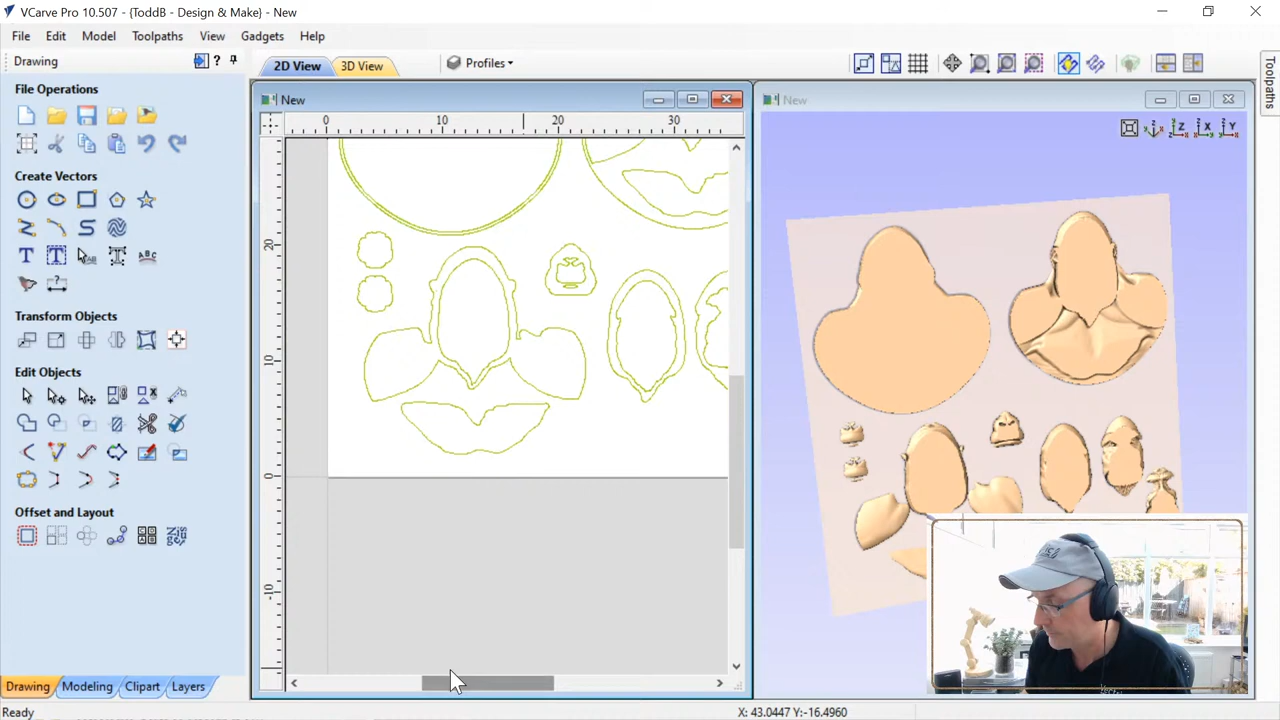 VCarve Pro 10.507 - {ToddB - Design & Make} - New
File Edit Model Toolpaths View Gadgets Help
Drawing ?
2D View 3D View Profiles
File Operations
New New
0 10 20 30
Z X Y
Create Vectors
20
10
0
-10
Transform Objects
Edit Objects
Offset and Layout
Toolpaths
Drawing Modeling Clipart Layers
Ready X: 43.0447 Y:-16.4960